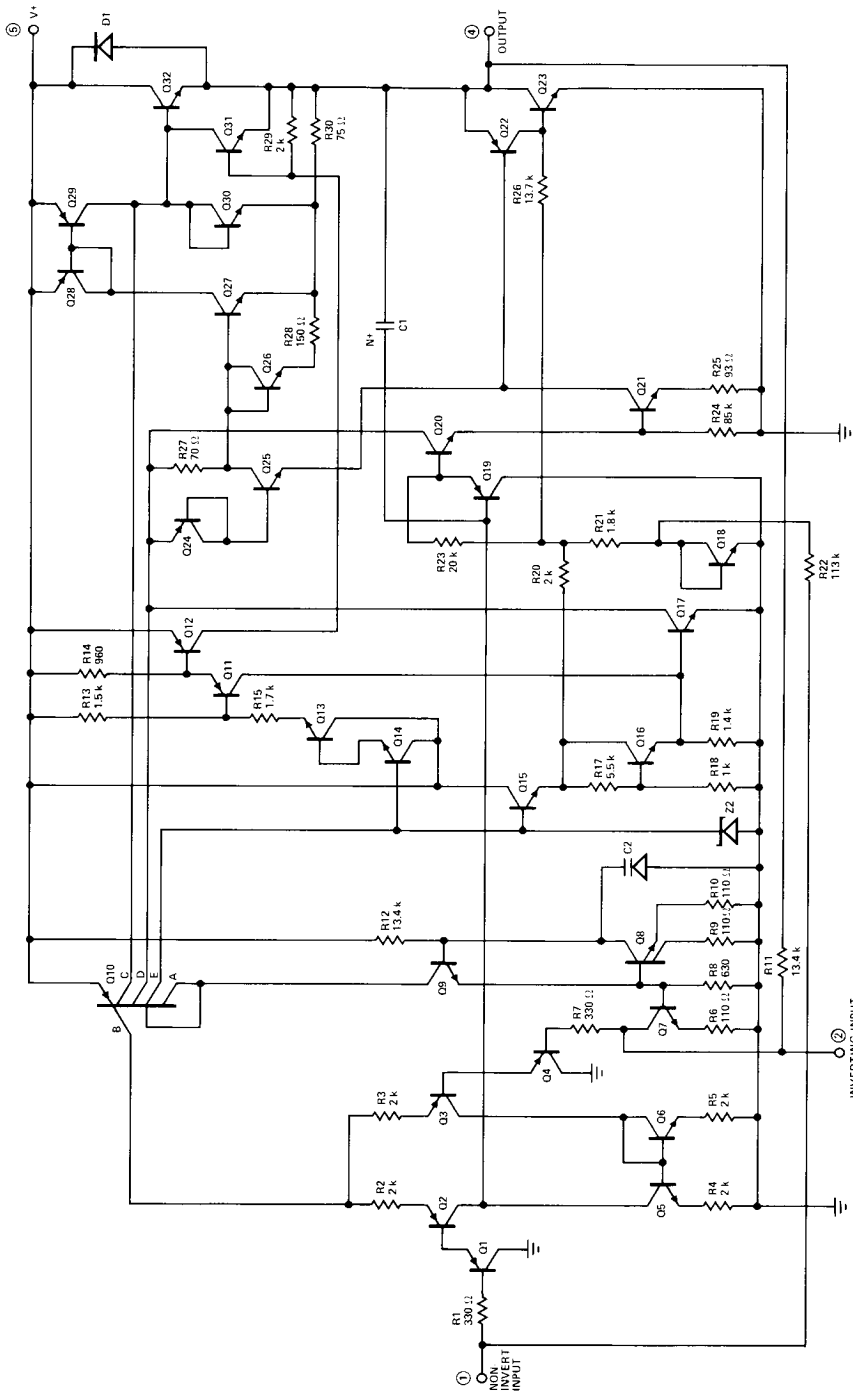 ⑤
V+
D1
Q32
Q31
R29
2 k
R30
75 Ω
④
OUTPUT
Q29
Q28
Q30
Q27
R28
150 Ω
Q26
Q22
Q23
R26
13.7 k
N+
C1
R27
70 Ω
Q25
Q24
Q21
R25
93 Ω
R24
85 k
Q20
Q19
R23
20 k
R21
1.8 k
R20
2 k
Q18
R22
113 k
R14
960
R13
1.5 k
Q12
Q11
R15
1.7 k
Q13
Q14
Q17
Q15
R17
5.5 k
Q16
R19
1.4 k
R18
1 k
Z2
C2
Q10
B
C
D
E
A
R12
13.4 k
Q9
Q8
R10
110 Ω
R9
110 Ω
R8
630
R11
13.4 k
R7
330 Ω
Q7
R6
110 Ω
Q4
②
INVERTING INPUT
R3
2 k
R2
2 k
Q3
Q2
Q6
Q5
R5
2 k
R4
2 k
Q1
R1
330 Ω
①
NON
INVERT
INPUT